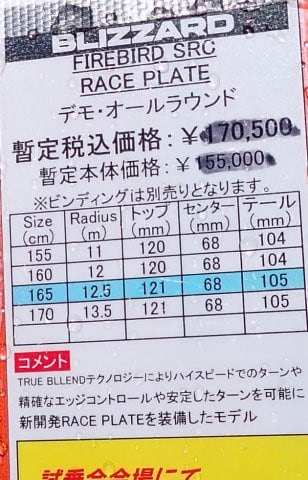 BLIZZARD
FIREBIRD SRC
RACE PLATE
デモ・オールラウンド
暫定税込価格：￥170,500
暫定本体価格：￥155,000
※ビンディングは別売りとなります。
Size (cm) Radius (m) トップ (mm) センター (mm) テール (mm)
155 11 120 68 104
160 12 120 68 104
165 12.5 121 68 105
170 13.5 121 68 105
コメント
TRUE BLLENDテクノロジーによりハイスピードでのターンや
精確なエッジコントロールや安定したターンを可能に
新開発RACE PLATEを装備したモデル
試乗会会場にて